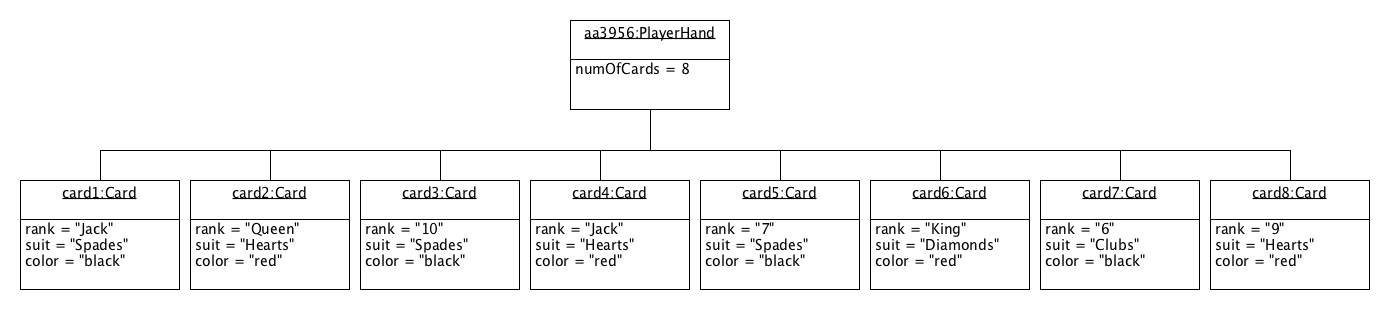 aa3956:PlayerHand
numOfCards = 8
card1:Card
rank = "Jack"
suit = "Spades"
color = "black"
card2:Card
rank = "Queen"
suit = "Hearts"
color = "red"
card3:Card
rank = "10"
suit = "Spades"
color = "black"
card4:Card
rank = "Jack"
suit = "Hearts"
color = "red"
card5:Card
rank = "7"
suit = "Spades"
color = "black"
card6:Card
rank = "King"
suit = "Diamonds"
color = "red"
card7:Card
rank = "6"
suit = "Clubs"
color = "black"
card8:Card
rank = "9"
suit = "Hearts"
color = "red"